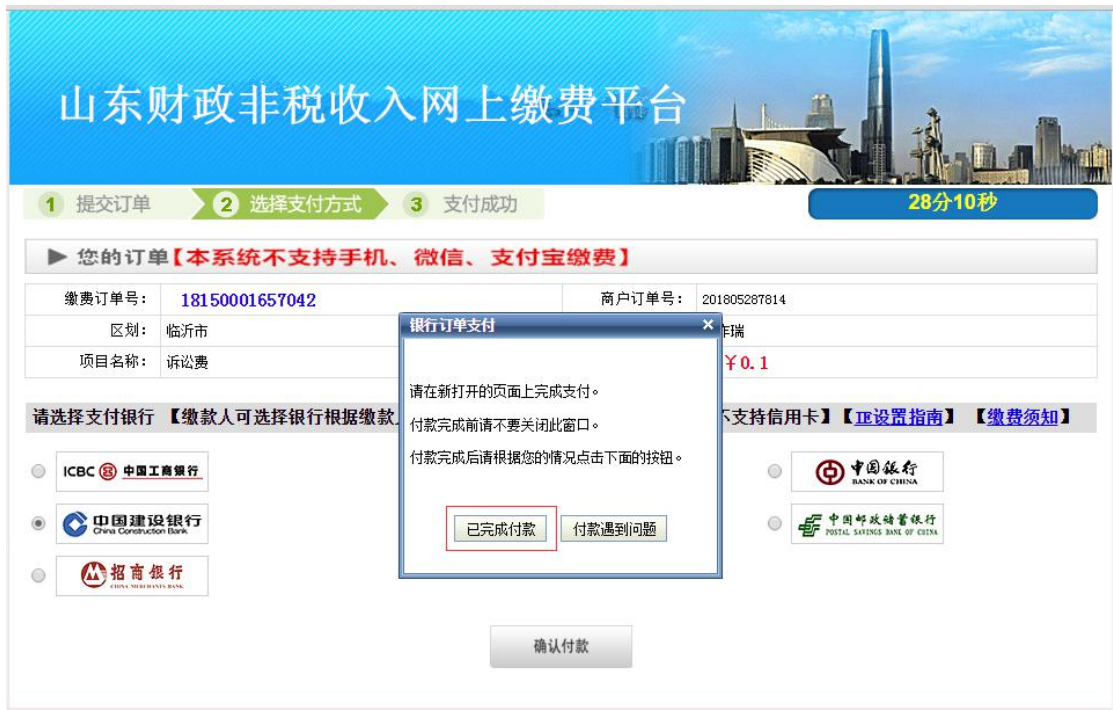 山东财政非税收入网上缴费平台
1 提交订单 2 选择支付方式 3 支付成功 28分10秒
▶ 您的订单【本系统不支持手机、微信、支付宝缴费】
缴费订单号： 18150001657042 商户订单号： 201805287814
银行订单支付 ×
区划： 临沂市 作瑞
项目名称： 诉讼费 ￥0.1
请在新打开的页面上完成支付。
请选择支付银行 【缴款人可选择银行根据缴款 不支持信用卡】【IE设置指南】 【缴费须知】
付款完成前请不要关闭此窗口。
付款完成后请根据您的情况点击下面的按钮。
ICBC 中国工商银行 中国银行
BANK OF CHINA
已完成付款 付款遇到问题
中国建设银行
China Construction Bank
中国邮政储蓄银行
POSTAL SAVINGS BANK OF CHINA
招商银行
CHINA MERCHANTS BANK
确认付款